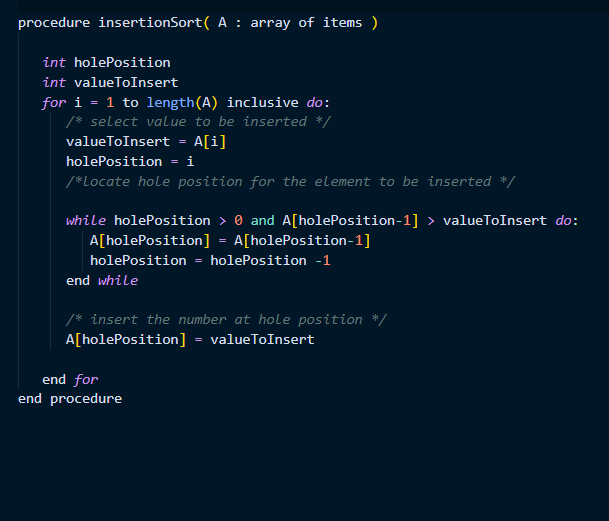 procedure insertionSort( A : array of items )
int holePosition
int valueToInsert
for i = 1 to length(A) inclusive do:
/* select value to be inserted */
valueToInsert = A[i]
holePosition = i
/*locate hole position for the element to be inserted */
while holePosition > 0 and A[holePosition-1] > valueToInsert do:
A[holePosition] = A[holePosition-1]
holePosition = holePosition -1
end while
/* insert the number at hole position */
A[holePosition] = valueToInsert
end for
end procedure